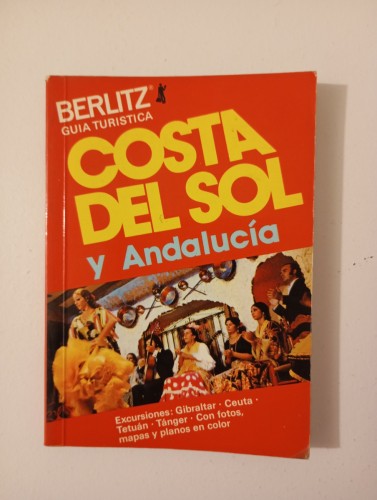 BERLITZ®
GUIA TURISTICA
COSTA
DEL SOL
y Andalucía
Excursiones: Gibraltar · Ceuta ·
Tetuán · Tánger · Con fotos,
mapas y planos en color